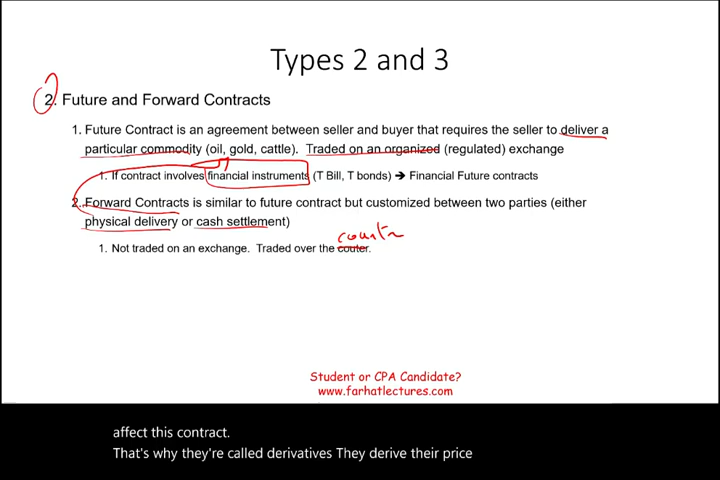 Types 2 and 3
2. Future and Forward Contracts
1. Future Contract is an agreement between seller and buyer that requires the seller to deliver a
particular commodity (oil, gold, cattle). Traded on an organized (regulated) exchange
1. If contract involves financial instruments (T Bill, T bonds) → Financial Future contracts
2. Forward Contracts is similar to future contract but customized between two parties (either
physical delivery or cash settlement)
counter
1. Not traded on an exchange. Traded over the couter.
Student or CPA Candidate?
www.farhatlectures.com
affect this contract.
That's why they're called derivatives They derive their price